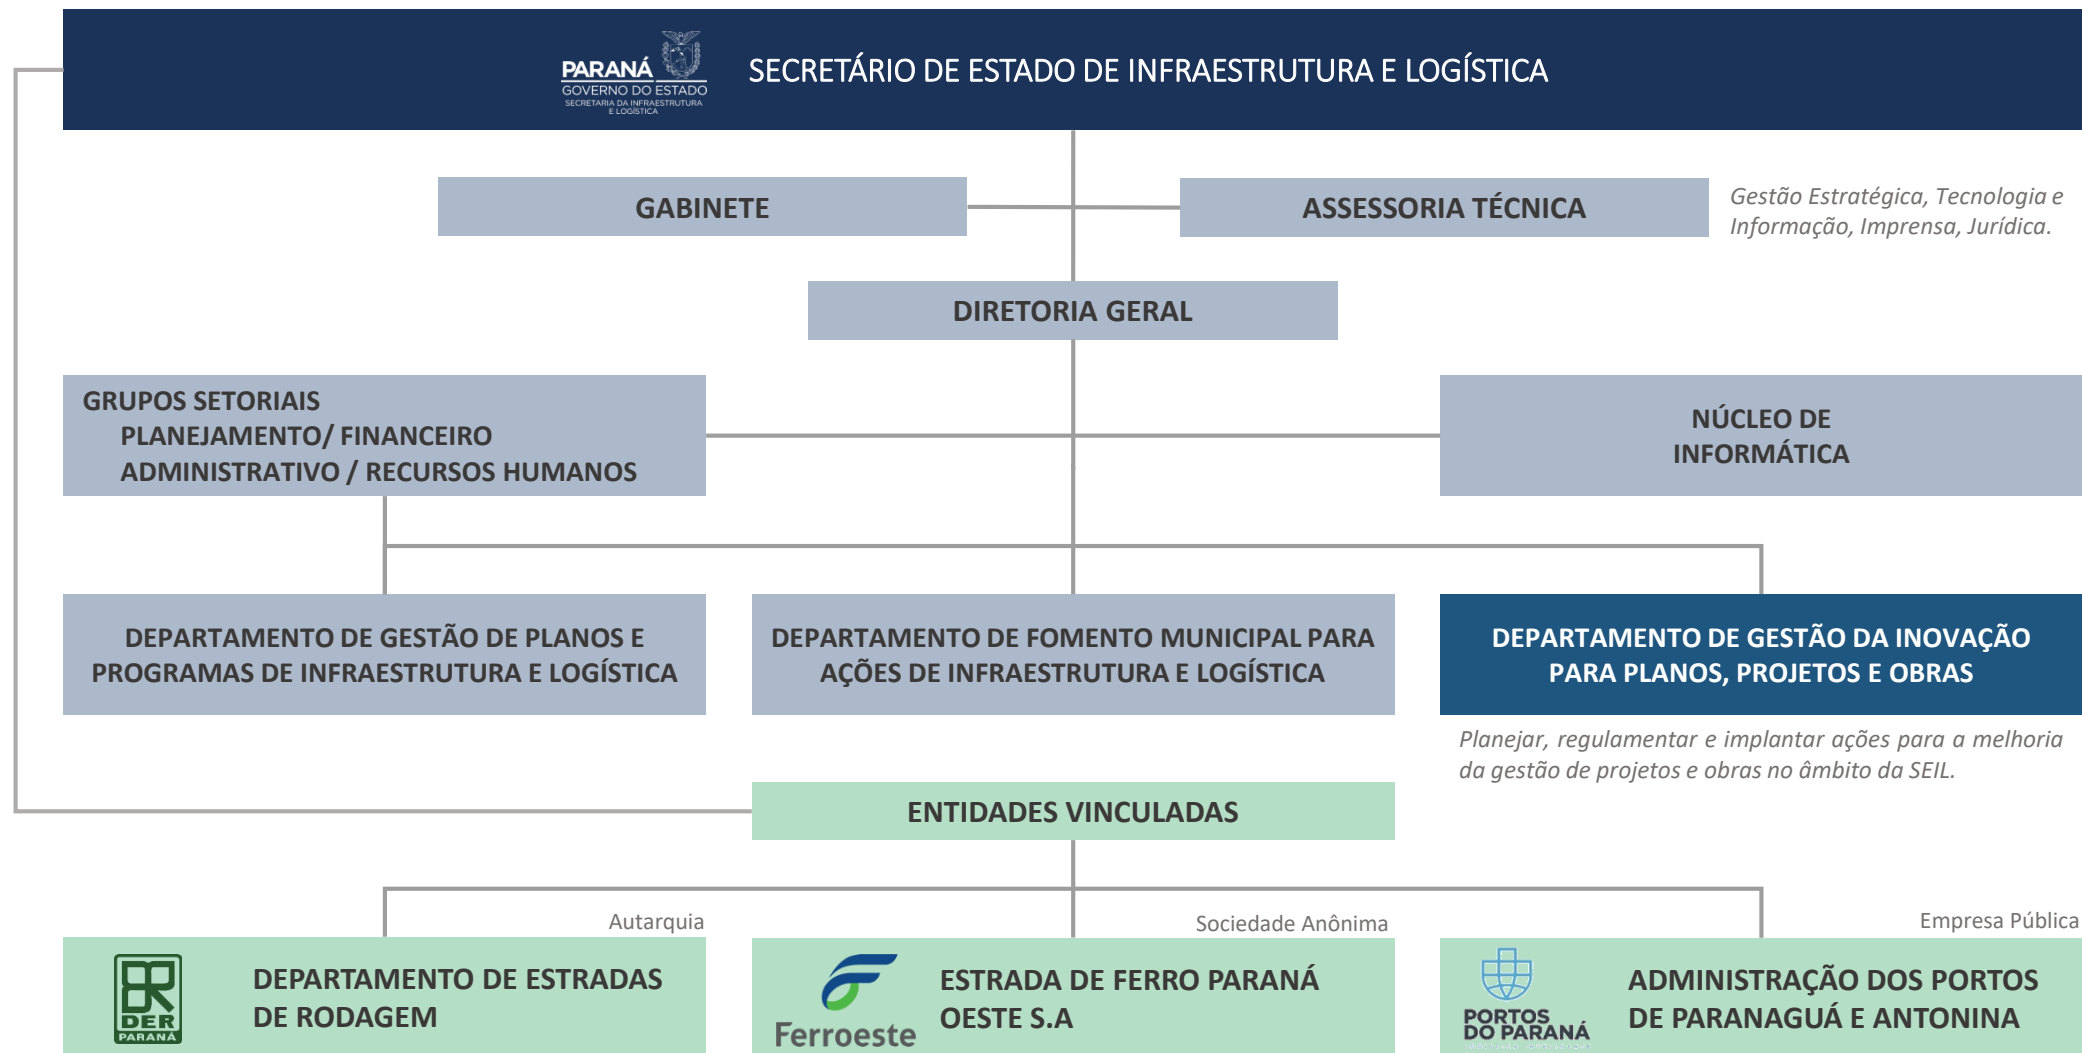 PARANÁ
GOVERNO DO ESTADO
SECRETARIA DA INFRAESTRUTURA
E LOGÍSTICA
SECRETÁRIO DE ESTADO DE INFRAESTRUTURA E LOGÍSTICA
GABINETE
ASSESSORIA TÉCNICA
Gestão Estratégica, Tecnologia e
Informação, Imprensa, Jurídica.
DIRETORIA GERAL
GRUPOS SETORIAIS
PLANEJAMENTO/ FINANCEIRO
ADMINISTRATIVO / RECURSOS HUMANOS
NÚCLEO DE
INFORMÁTICA
DEPARTAMENTO DE GESTÃO DE PLANOS E
PROGRAMAS DE INFRAESTRUTURA E LOGÍSTICA
DEPARTAMENTO DE FOMENTO MUNICIPAL PARA
AÇÕES DE INFRAESTRUTURA E LOGÍSTICA
DEPARTAMENTO DE GESTÃO DA INOVAÇÃO
PARA PLANOS, PROJETOS E OBRAS
Planejar, regulamentar e implantar ações para a melhoria
da gestão de projetos e obras no âmbito da SEIL.
ENTIDADES VINCULADAS
Autarquia
DER
PARANÁ
DEPARTAMENTO DE ESTRADAS
DE RODAGEM
Sociedade Anônima
Ferroeste
ESTRADA DE FERRO PARANÁ
OESTE S.A
Empresa Pública
PORTOS
DO PARANÁ
ADMINISTRAÇÃO DOS PORTOS
DE PARANAGUÁ E ANTONINA